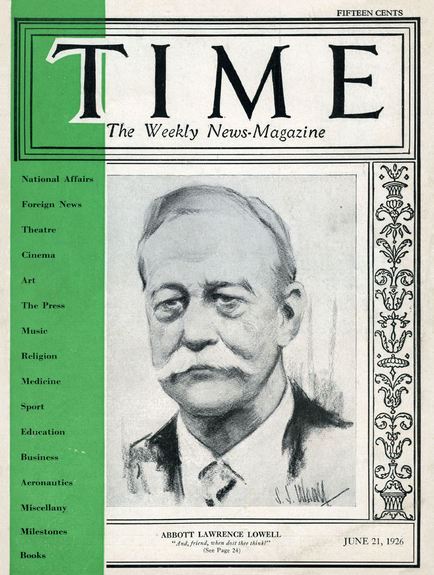 FIFTEEN CENTS
TIME
The Weekly News-Magazine
National Affairs
Foreign News
Theatre
Cinema
Art
The Press
Music
Religion
Medicine
Sport
Education
Business
Aeronautics
Miscellany
Milestones
Books
ABBOTT LAWRENCE LOWELL
"And, friend, when dost thee think?"
(See Page 24)
JUNE 21, 1926